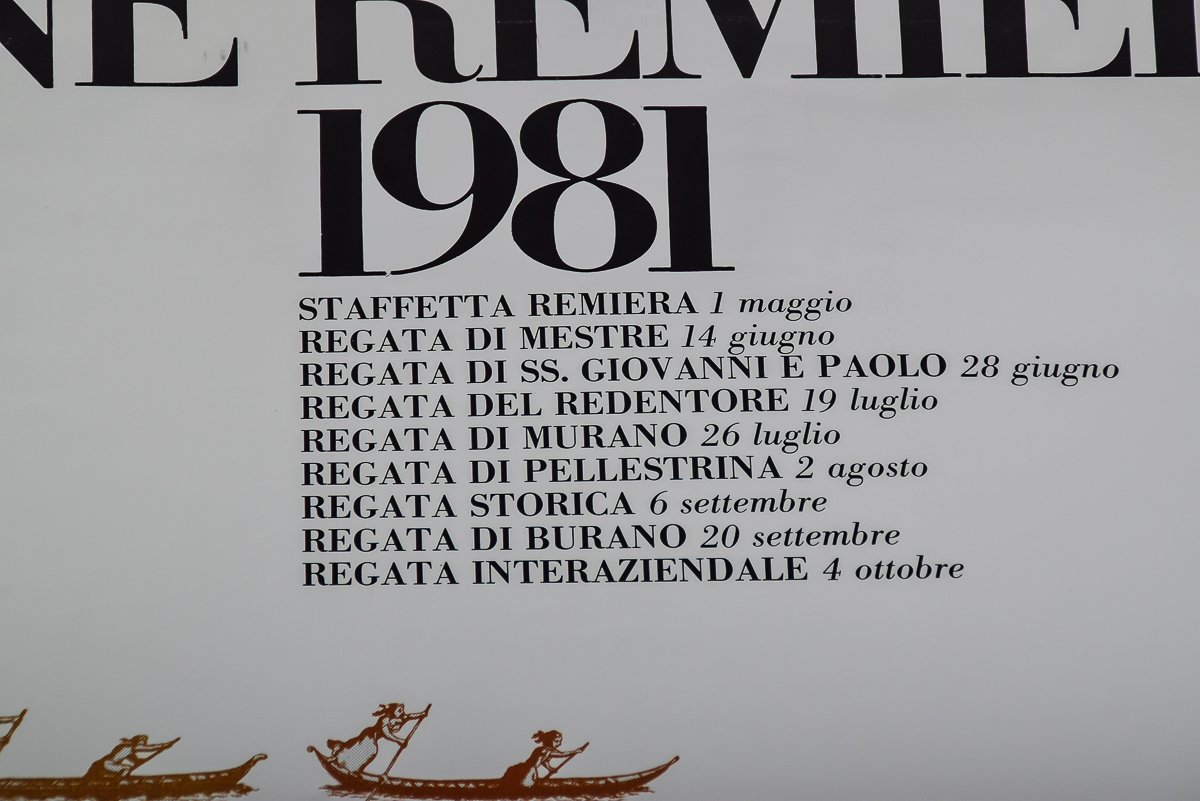 NE REMIER
1981
STAFFETTA REMIERA 1 maggio
REGATA DI MESTRE 14 giugno
REGATA DI SS. GIOVANNI E PAOLO 28 giugno
REGATA DEL REDENTORE 19 luglio
REGATA DI MURANO 26 luglio
REGATA DI PELLESTRINA 2 agosto
REGATA STORICA 6 settembre
REGATA DI BURANO 20 settembre
REGATA INTERAZIENDALE 4 ottobre